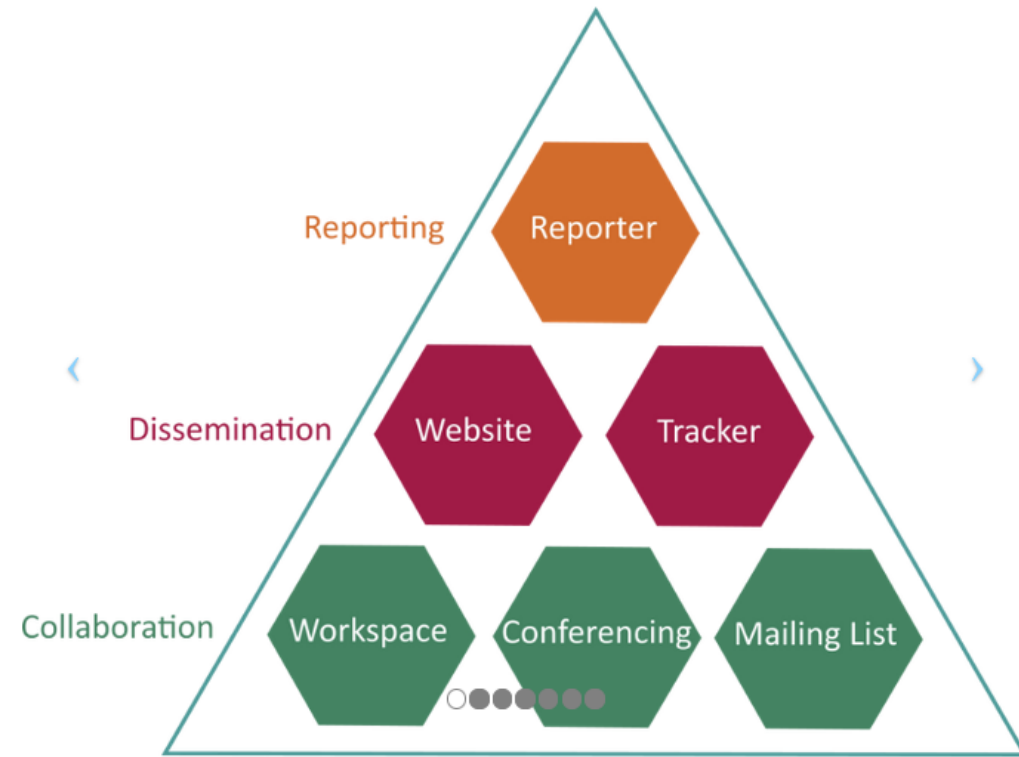 Reporting
Reporter
Dissemination
Website
Tracker
Collaboration
Workspace
Conferencing
Mailing List